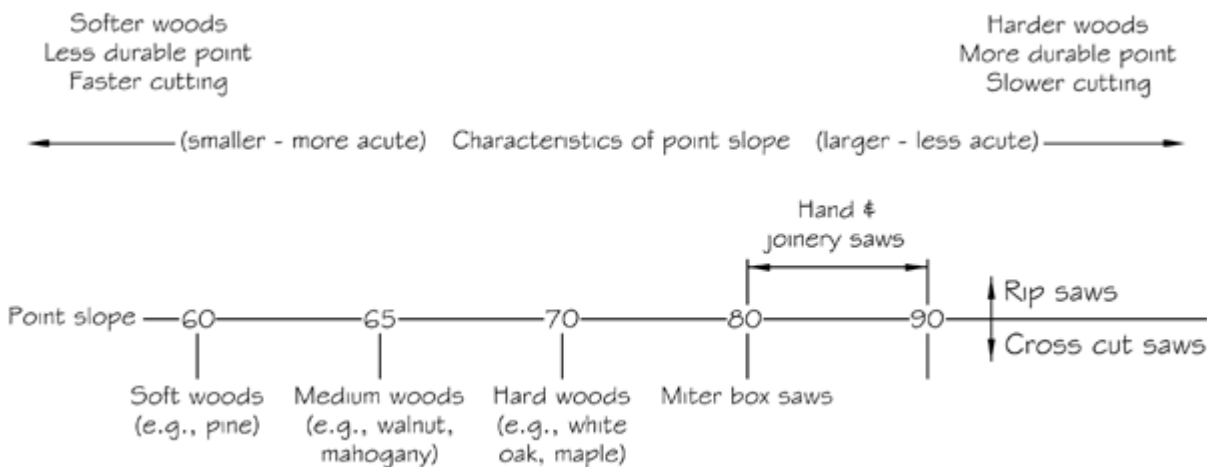 Softer woods
Less durable point
Faster cutting
Harder woods
More durable point
Slower cutting
(smaller - more acute) Characteristics of point slope (larger - less acute)
Hand &
joinery saws
Rip saws
Point slope 60 65 70 80 90
Cross cut saws
Soft woods
(e.g., pine)
Medium woods
(e.g., walnut,
mahogany)
Hard woods
(e.g., white
oak, maple)
Miter box saws